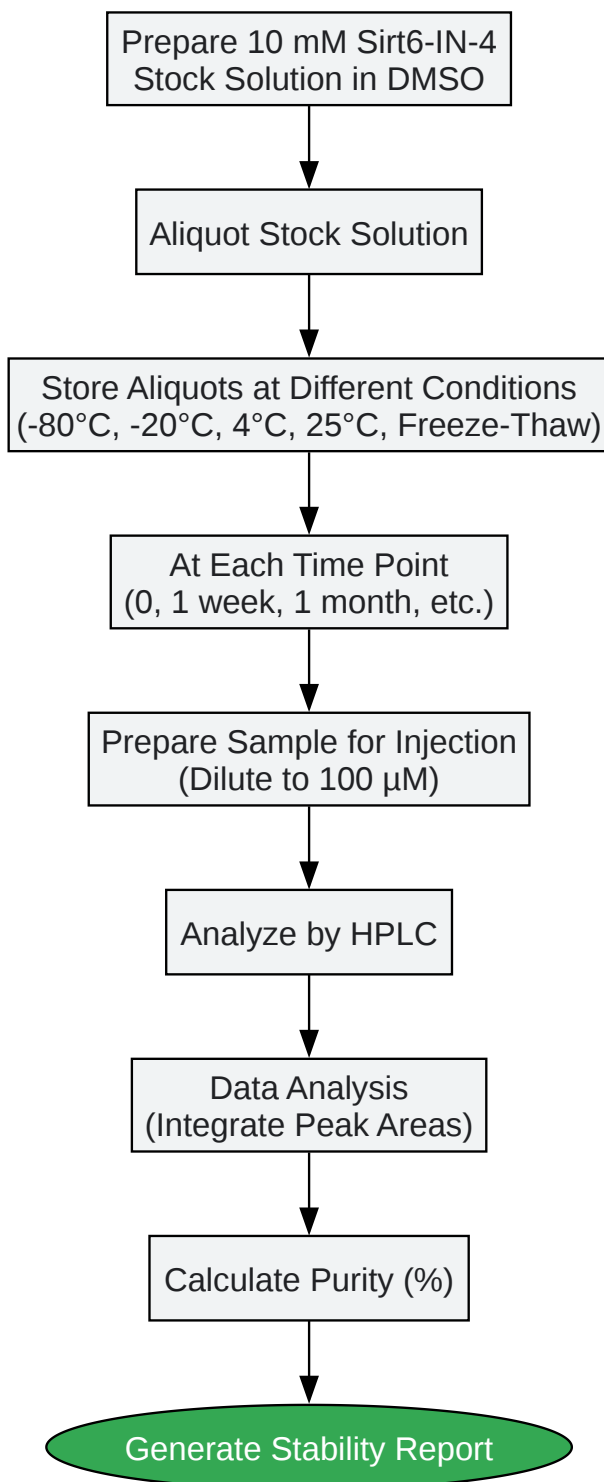 Prepare 10 mM Sirt6-IN-4
Stock Solution in DMSO
Aliquot Stock Solution
Store Aliquots at Different Conditions
(-80°C, -20°C, 4°C, 25°C, Freeze-Thaw)
At Each Time Point
(0, 1 week, 1 month, etc.)
Prepare Sample for Injection
(Dilute to 100 µM)
Analyze by HPLC
Data Analysis
(Integrate Peak Areas)
Calculate Purity (%)
Generate Stability Report